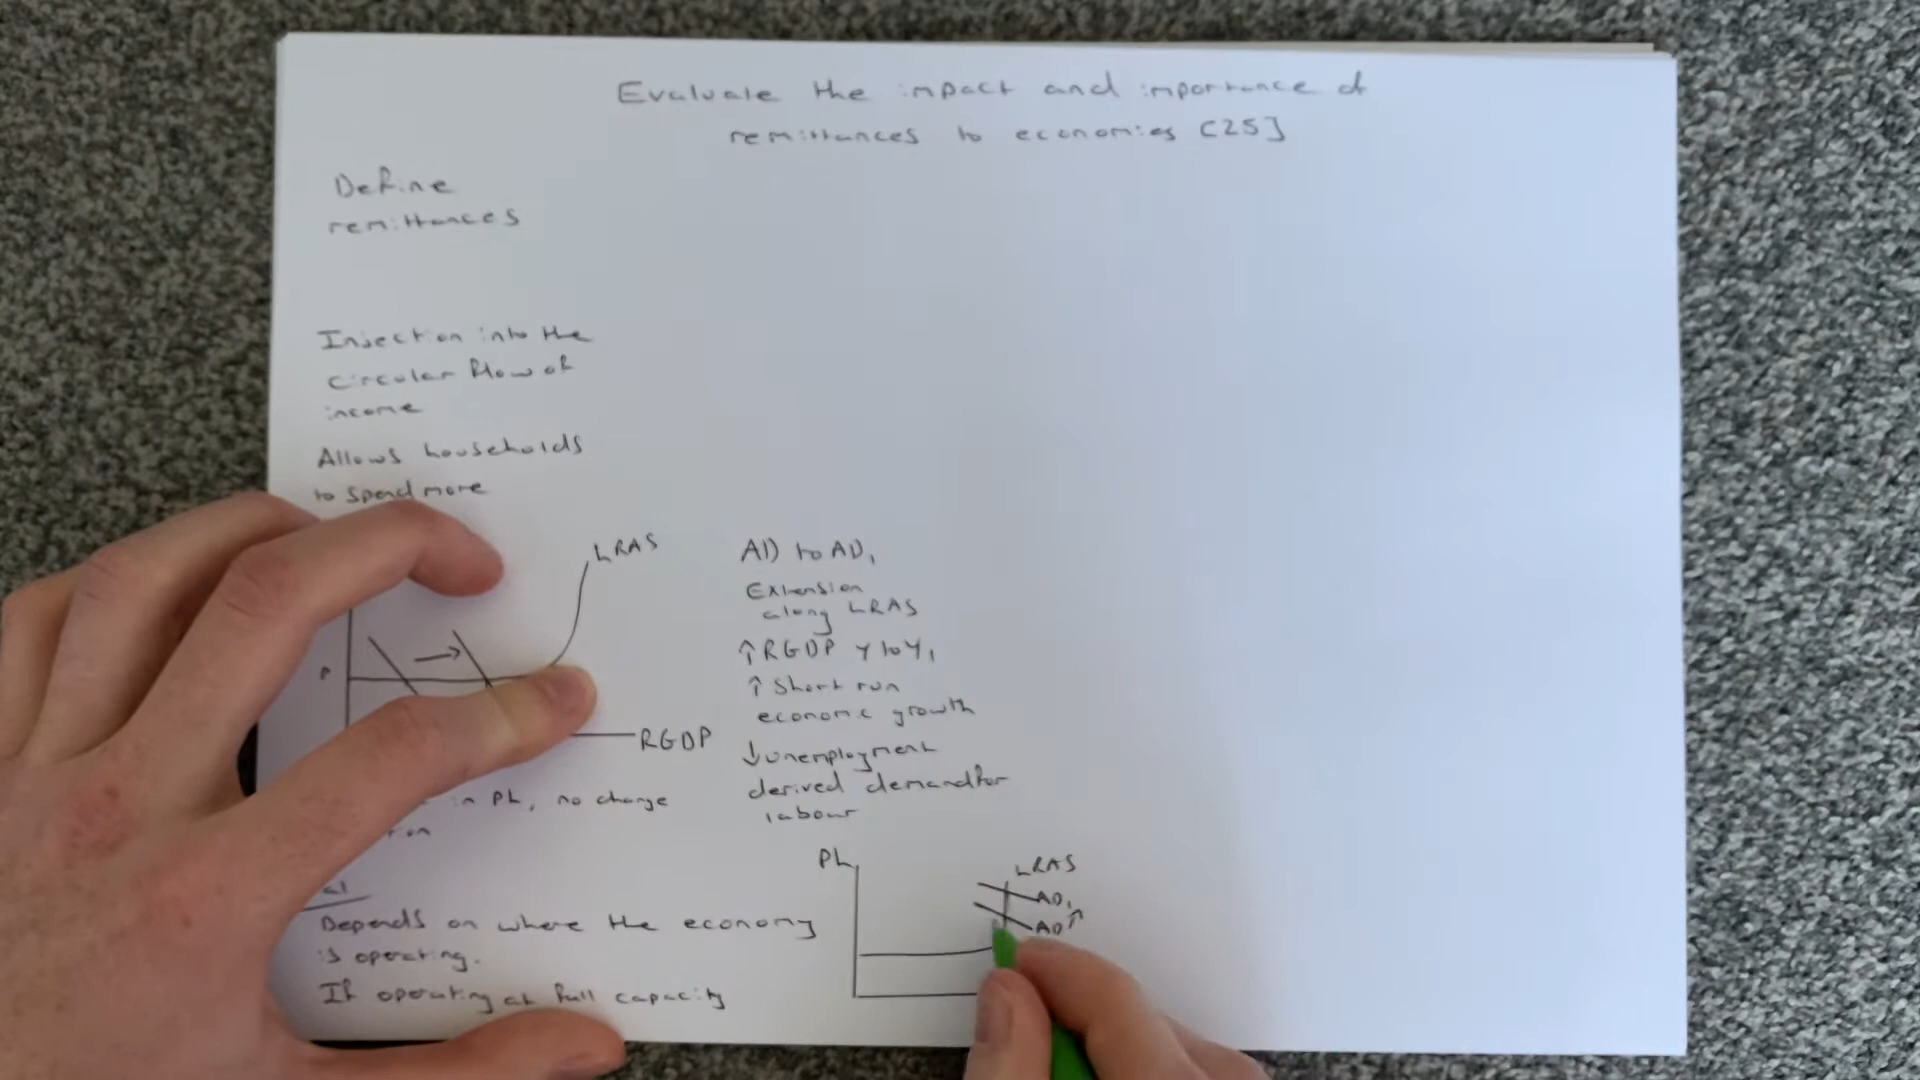 Evaluate the impact and importance of
remittances to economies [25]
Define
remittances
Injection into the
circular flow of
income
Allows households
to spend more
LRAS
P
RGDP
in PL, no change
AD to AD₁
Extension
along LRAS
↑ RGDP Y to Y₁
↑ Short run
economic growth
↓ unemployment
derived demand for
labour
Depends on where the economy
is operating.
If operating at full capacity
PL
LRAS
AD₁
AD